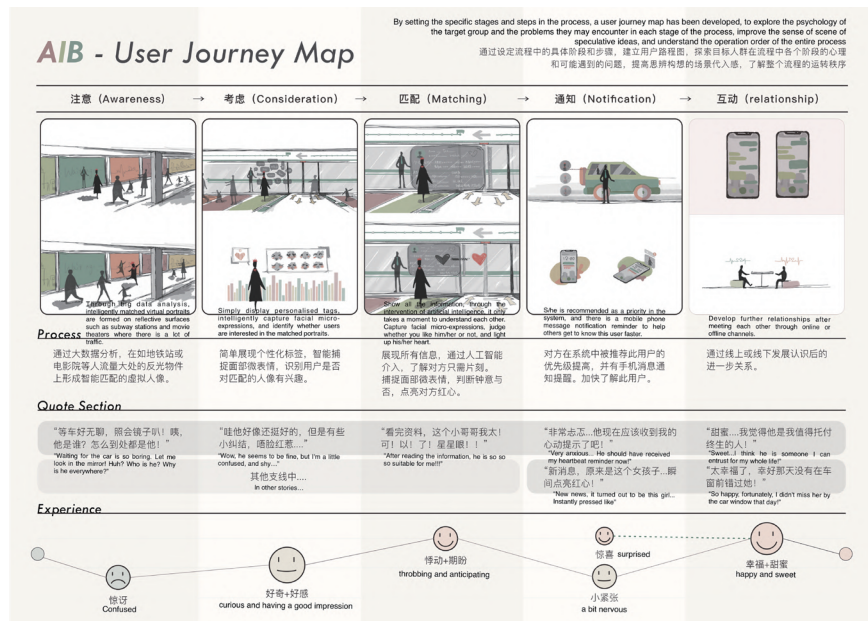 AIB - User Journey Map
By setting the specific stages and steps in the process, a user journey map has been developed, to explore the psychology of
the target group and the problems they may encounter in each stage of the process, improve the sense of scene of
speculative ideas, and understand the operation order of the entire process
通过设定流程中的具体阶段和步骤，建立用户路程图，探索目标人群在流程中各个阶段的心理
和可能遇到的问题，提高思辨构想的场景代入感，了解整个流程的运转秩序
注意（Awareness） → 考虑（Consideration） → 匹配（Matching） → 通知（Notification） → 互动（relationship）
Through big data analysis,
intelligently matched virtual portraits
are formed on reflective surfaces
such as subway stations and movie
theaters where there is a lot of
traffic.
Simply display personalised tags,
intelligently capture facial micro-
expressions, and identify whether users
are interested in the matched portraits.
Show all the information, through the
intervention of artificial intelligence, it only
takes a moment to understand each other.
Capture facial micro-expressions, judge
whether you like him/her or not, and light
up his/her heart.
S/he is recommended as a priority in the
system, and there is a mobile phone
message notification reminder to help
others get to know this user faster.
Develop further relationships after
meeting each other through online or
offline channels.
Process
通过大数据分析，在如地铁站或
电影院等人流量大处的反光物件
上形成智能匹配的虚拟人像。
简单展现个性化标签，智能捕
捉面部微表情，识别用户是否
对匹配的人像有兴趣。
展现所有信息，通过人工智能
介入，了解对方只需片刻。
捕捉面部微表情，判断钟意与
否，点亮对方红心。
对方在系统中被推荐此用户的
优先级提高，并有手机消息通
知提醒。加快了解此用户。
通过线上或线下发展认识后的
进一步关系。
Quote Section
“等车好无聊，照会镜子叭！咦，
他是谁？怎么到处都是他！”
"Waiting for the car is so boring. Let me
look in the mirror! Huh? Who is he? Why
is he everywhere?"
“哇他好像还挺好的，但是有些
小纠结，唔脸红惹....”
"Wow, he seems to be fine, but I'm a little
confused, and shy…"
其他支线中....
In other stories…
“看完资料，这个小哥哥我太！
可！以！了！星星眼！！”
"After reading the information, he is so so
so suitable for me!!!"
“非常忐忑...他现在应该收到我的
心动提示了吧！”
"Very anxious... He should have received
my heartbeat reminder now!"
“新消息，原来是这个女孩子...瞬
间点亮红心！”
"New news, it turned out to be this girl...
Instantly pressed like"
“甜蜜....我觉得他是我值得托付
终生的人！”
"Sweet...I think he is someone I can
entrust for my whole life!"
“太幸福了，幸好那天没有在车
窗前错过她！”
"So happy, fortunately, I didn't miss her by
the car window that day!"
Experience
惊讶
Confused
好奇+好感
curious and having a good impression
悸动+期盼
throbbing and anticipating
惊喜 surprised
小紧张
a bit nervous
幸福+甜蜜
happy and sweet